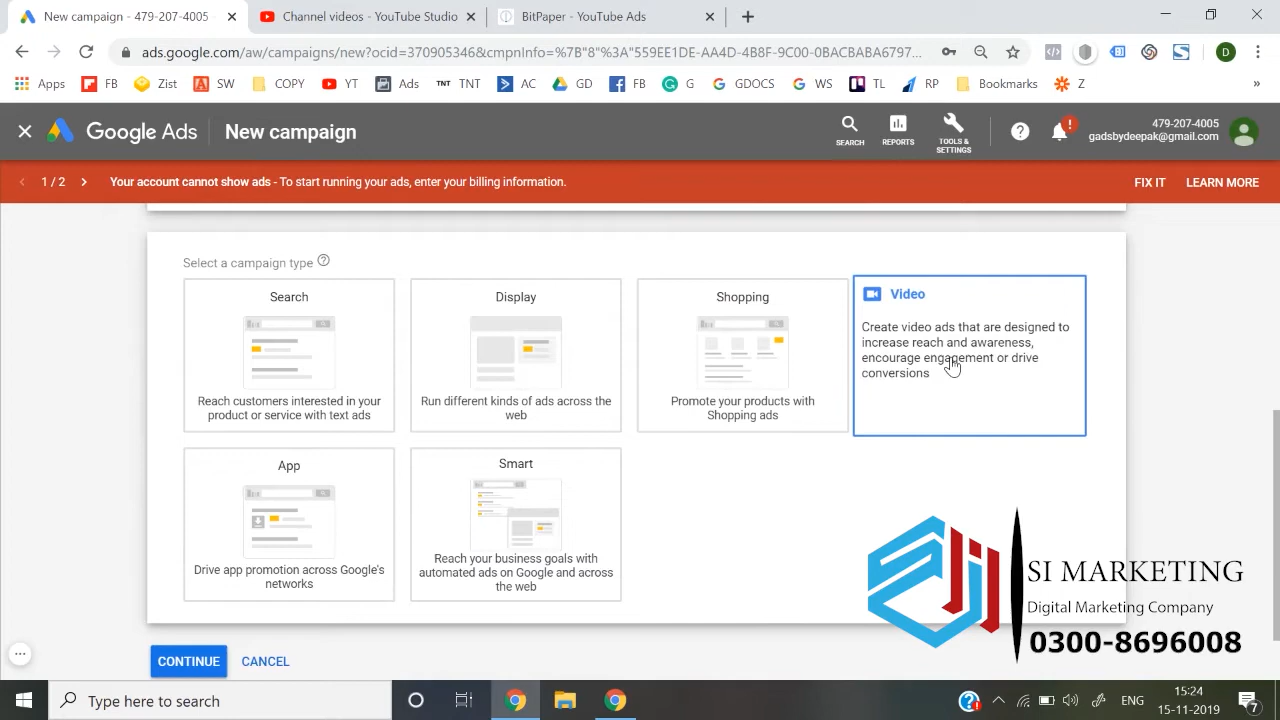 New campaign - 479-207-4005 -
Channel videos - YouTube Studio
BitPaper - YouTube Ads
ads.google.com/aw/campaigns/new?ocid=370905346&cmpnInfo=%7B"8"%3A"559EE1DE-AA4D-4B8F-9C00-0BACBABA6797...
D
Apps FB Zist SW COPY YT Ads TNT TNT AC GD FB G GDOCS WS TL RP Bookmarks Z »
Google Ads New campaign
SEARCH
REPORTS
TOOLS &
SETTINGS
479-207-4005
gadsbydeepak@gmail.com
1 / 2 Your account cannot show ads - To start running your ads, enter your billing information. FIX IT LEARN MORE
Select a campaign type
Search
Reach customers interested in your
product or service with text ads
Display
Run different kinds of ads across the
web
Shopping
Promote your products with
Shopping ads
Video
Create video ads that are designed to
increase reach and awareness,
encourage engagement or drive
conversions
App
Drive app promotion across Google's
networks
Smart
Reach your business goals with
automated ads on Google and across
the web
SI MARKETING
Digital Marketing Company
0300-8696008
CONTINUE CANCEL
Type here to search
ENG
15:24
15-11-2019
7